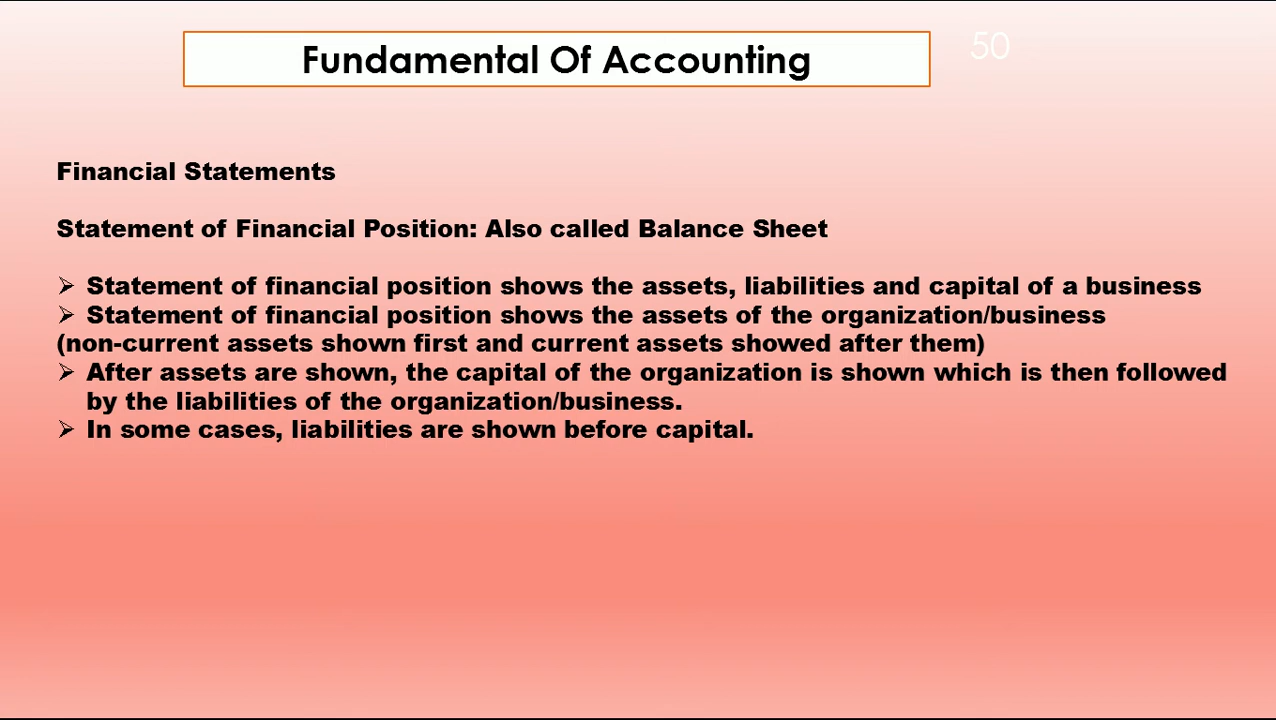 Fundamental Of Accounting
50
Financial Statements
Statement of Financial Position: Also called Balance Sheet
➢ Statement of financial position shows the assets, liabilities and capital of a business
➢ Statement of financial position shows the assets of the organization/business
(non-current assets shown first and current assets showed after them)
➢ After assets are shown, the capital of the organization is shown which is then followed
by the liabilities of the organization/business.
➢ In some cases, liabilities are shown before capital.